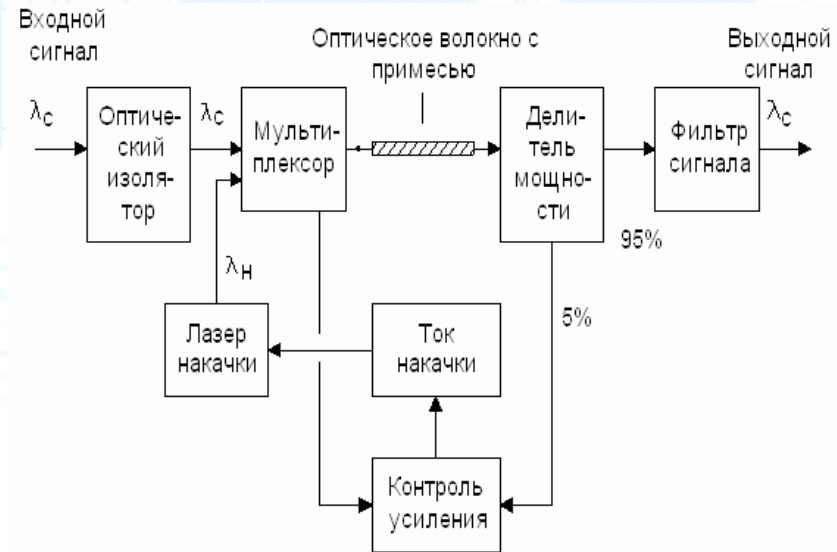 Входной
сигнал
Оптическое волокно с
примесью
Выходной
сигнал
λс
Оптиче-
ский
изоля-
тор
λс
Мульти-
плексор
Дели-
тель
мощно-
сти
Фильтр
сигнала
λс
95%
λн
5%
Лазер
накачки
Ток
накачки
Контроль
усиления